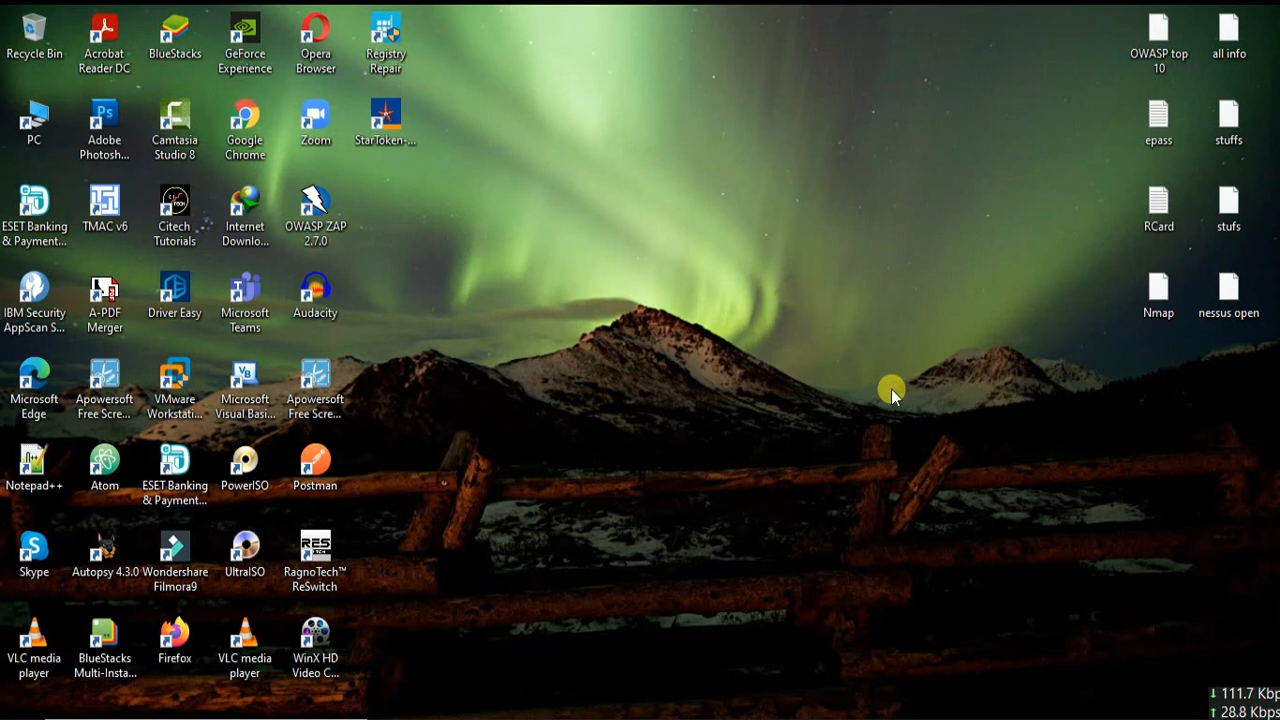 Recycle Bin
Acrobat
Reader DC
BlueStacks
GeForce
Experience
Opera
Browser
Registry
Repair
OWASP top
10
all info
PC
Adobe
Photosh...
Camtasia
Studio 8
Google
Chrome
Zoom
StarToken-...
epass
stuffs
ESET Banking
& Payment...
TMAC v6
Citech
Tutorials
Internet
Downlo...
OWASP ZAP
2.7.0
RCard
stufs
IBM Security
AppScan S...
A-PDF
Merger
Driver Easy
Microsoft
Teams
Audacity
Nmap
nessus open
Microsoft
Edge
Apowersoft
Free Scre...
VMware
Workstati...
Microsoft
Visual Basi...
Apowersoft
Free Scre...
Notepad++
Atom
ESET Banking
& Payment...
PowerISO
Postman
Skype
Autopsy 4.3.0
Wondershare
Filmora9
UltraISO
RagnoTech™
ReSwitch
VLC media
player
BlueStacks
Multi-Insta...
Firefox
VLC media
player
WinX HD
Video C...
111.7 Kbp
28.8 Kbps